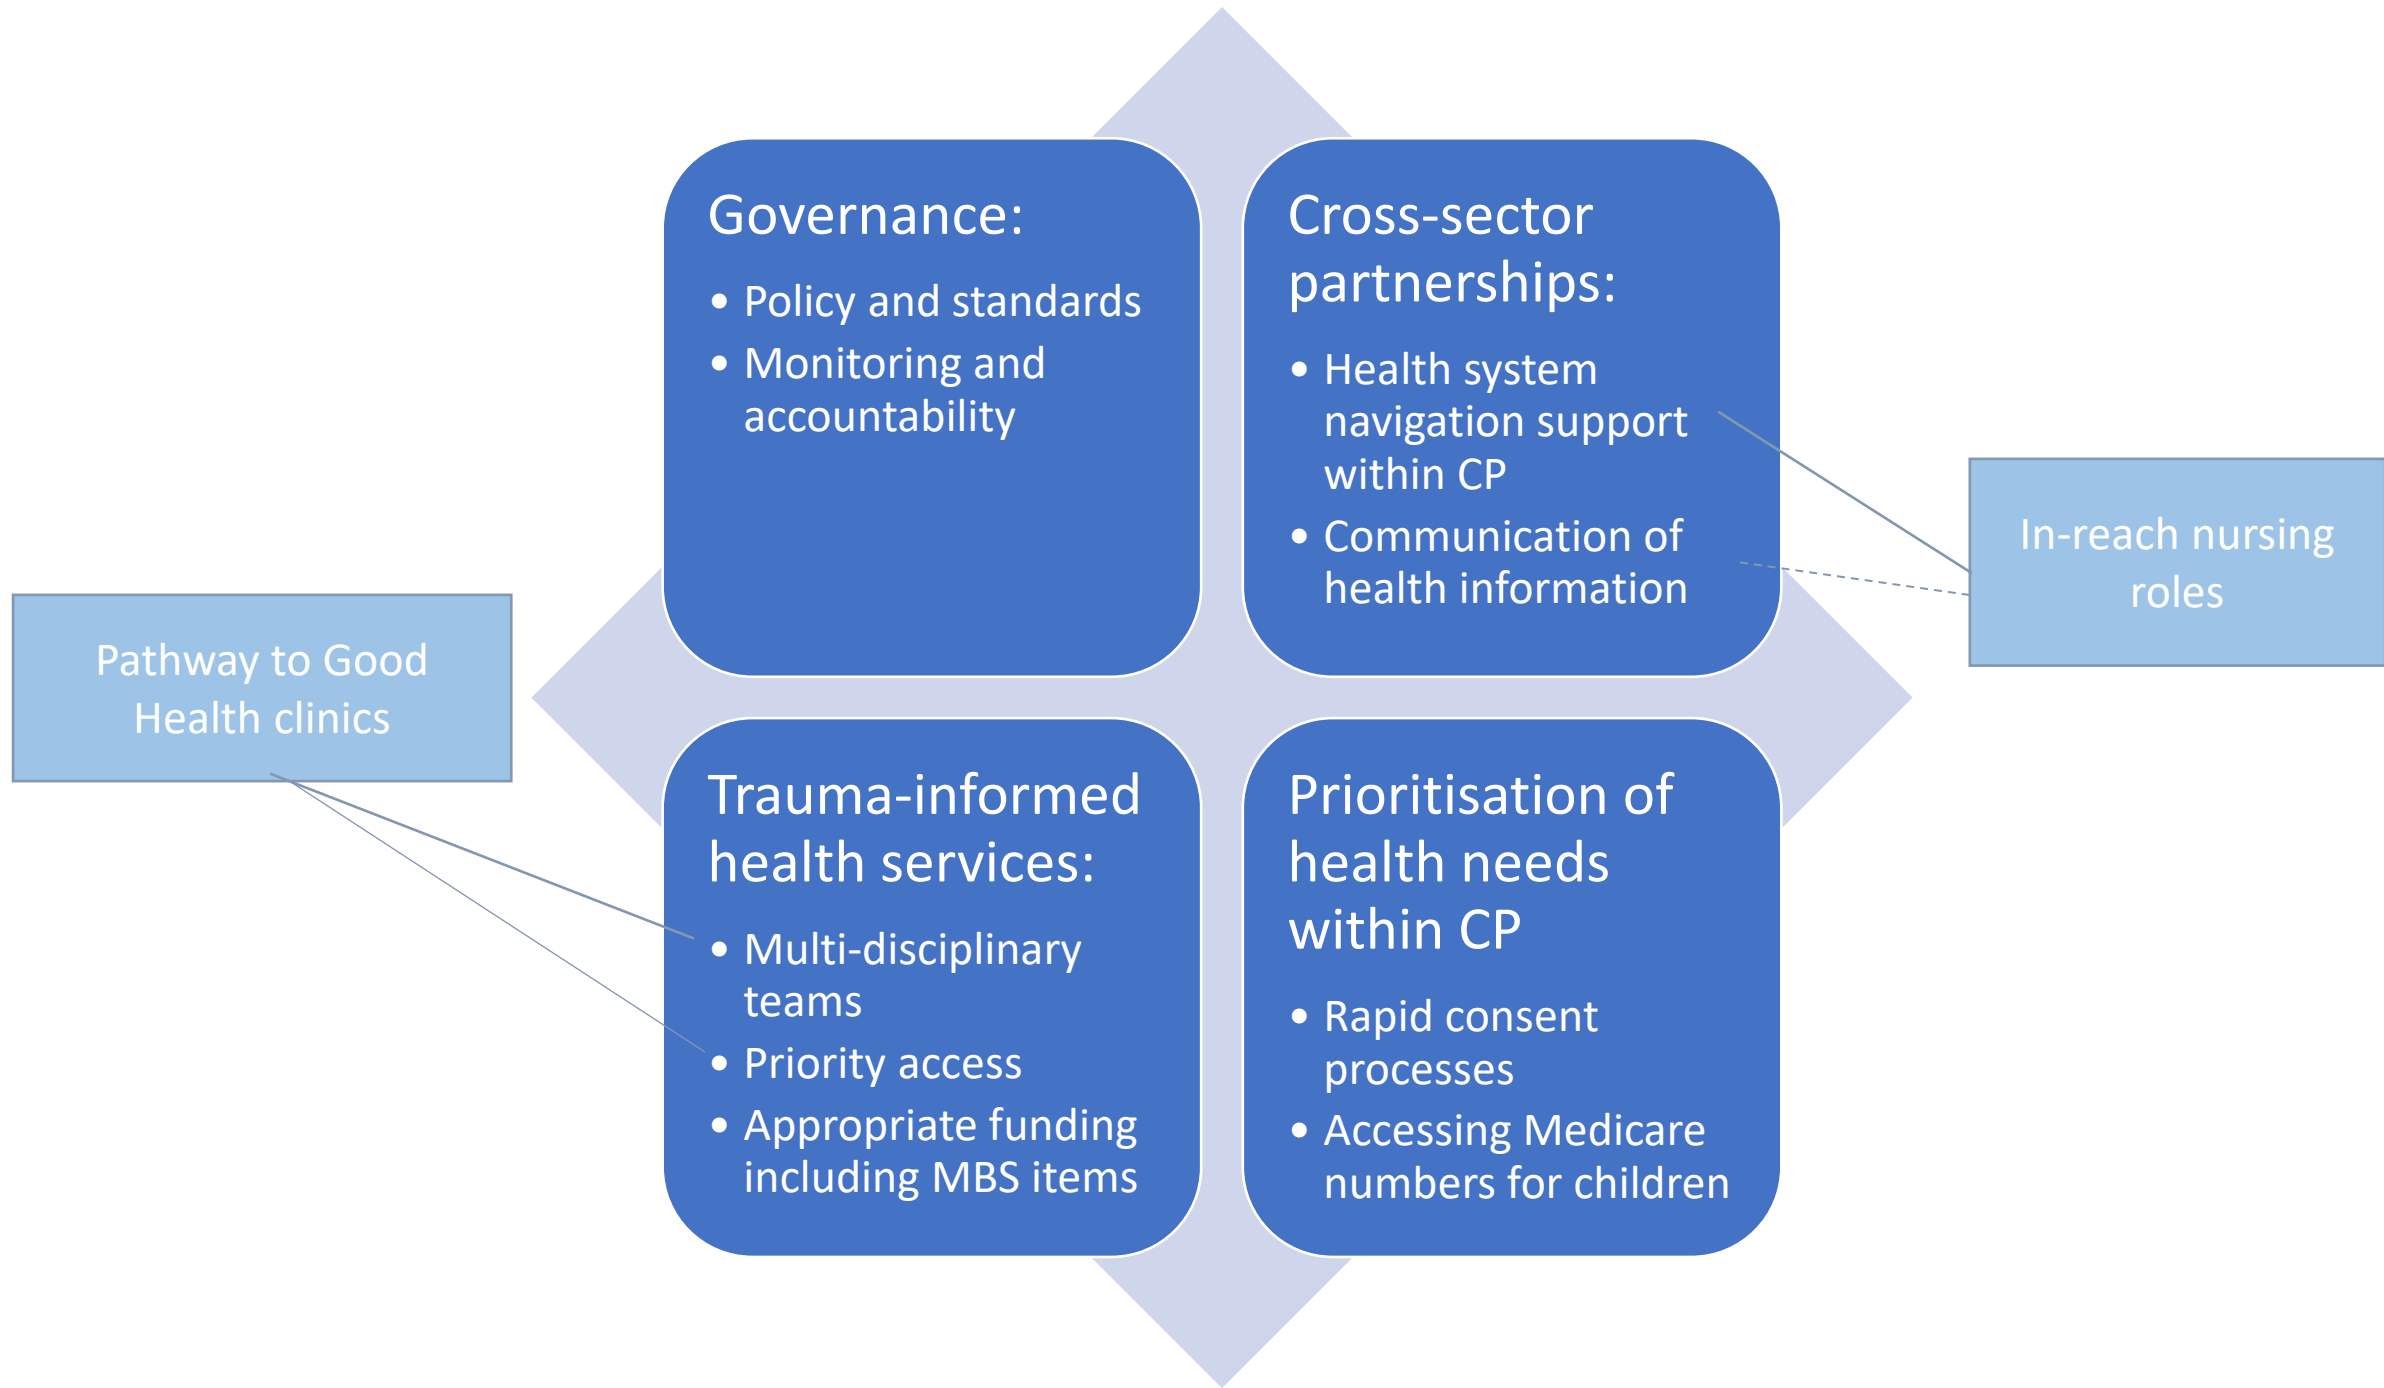 Governance:
• Policy and standards
• Monitoring and
accountability
Cross-sector
partnerships:
• Health system
navigation support
within CP
• Communication of
health information
In-reach nursing
roles
Pathway to Good
Health clinics
Trauma-informed
health services:
• Multi-disciplinary
teams
• Priority access
• Appropriate funding
including MBS items
Prioritisation of
health needs
within CP
• Rapid consent
processes
• Accessing Medicare
numbers for children